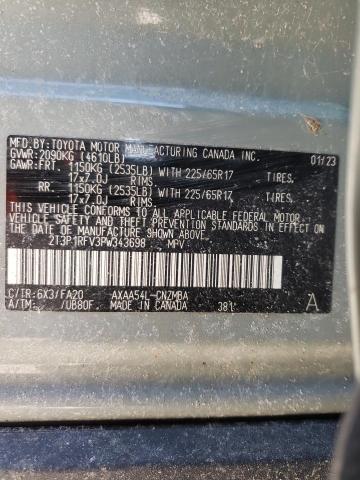 MFD.BY:TOYOTA MOTOR MANUFACTURING CANADA INC. 01/23
GVWR:2090KG (4610LB)
GAWR:FRT. 1150KG (2535LB) WITH 225/65R17 TIRES.
17x7.0J RIMS
RR. 1150KG (2535LB) WITH 225/65R17 TIRES.
17x7.0J RIMS
THIS VEHICLE CONFORMS TO ALL APPLICABLE FEDERAL MOTOR
VEHICLE SAFETY AND
IN EFFECT ON THE DATE OF MANUFACTURE SHOWN ABOVE.
2T3P1RFV3PW343698 MPV
C/TR:6X3/FA20 AXAA54L-CNZMBA
A/TM: /UB80F MADE IN CANADA 381 A